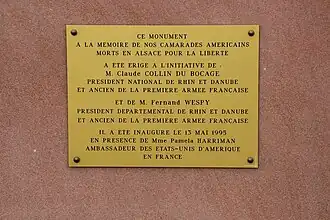 CE MONUMENT
A LA MEMOIRE DE NOS CAMARADES AMERICAINS
MORTS EN ALSACE POUR LA LIBERTE
A ETE ERIGE A L'INITIATIVE DE :
M. Claude COLLIN DU BOCAGE
PRESIDENT NATIONAL DE RHIN ET DANUBE
ET ANCIEN DE LA PREMIERE ARMEE FRANCAISE
ET DE M. Fernand WESPY
PRESIDENT DEPARTEMENTAL DE RHIN ET DANUBE
ET ANCIEN DE LA PREMIERE ARMEE FRANCAISE
IL A ETE INAUGURE LE 13 MAI 1995
EN PRESENCE DE Mme Pamela HARRIMAN
AMBASSADEUR DES ETATS-UNIS D'AMERIQUE
EN FRANCE